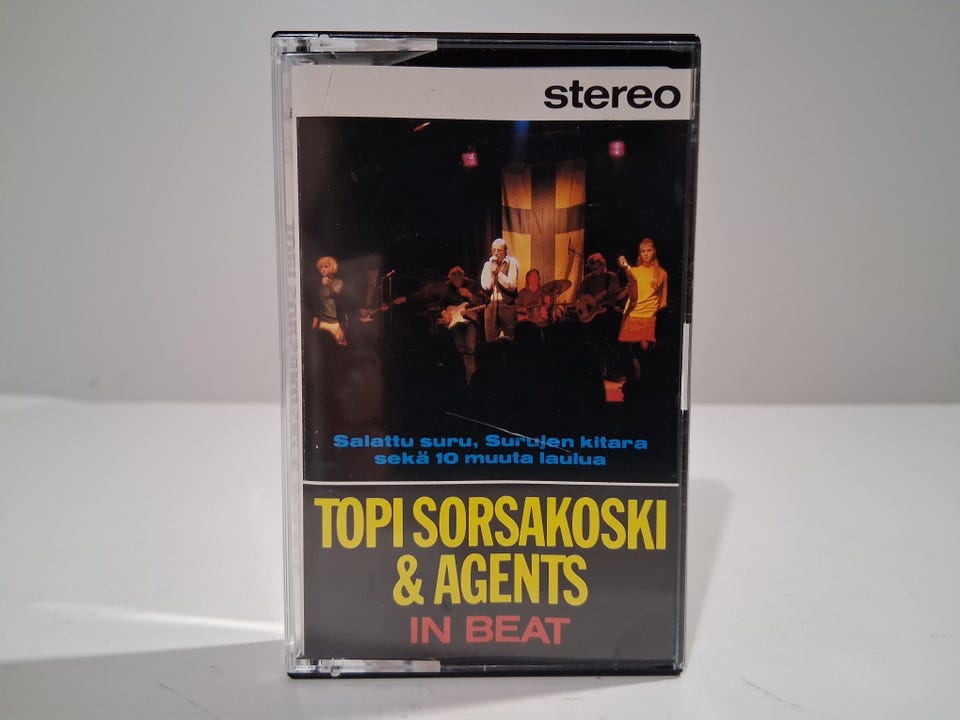 stereo
Salattu suru, Surujen kitara
sekä 10 muuta laulua
TOPI SORSAKOSKI
& AGENTS
IN BEAT